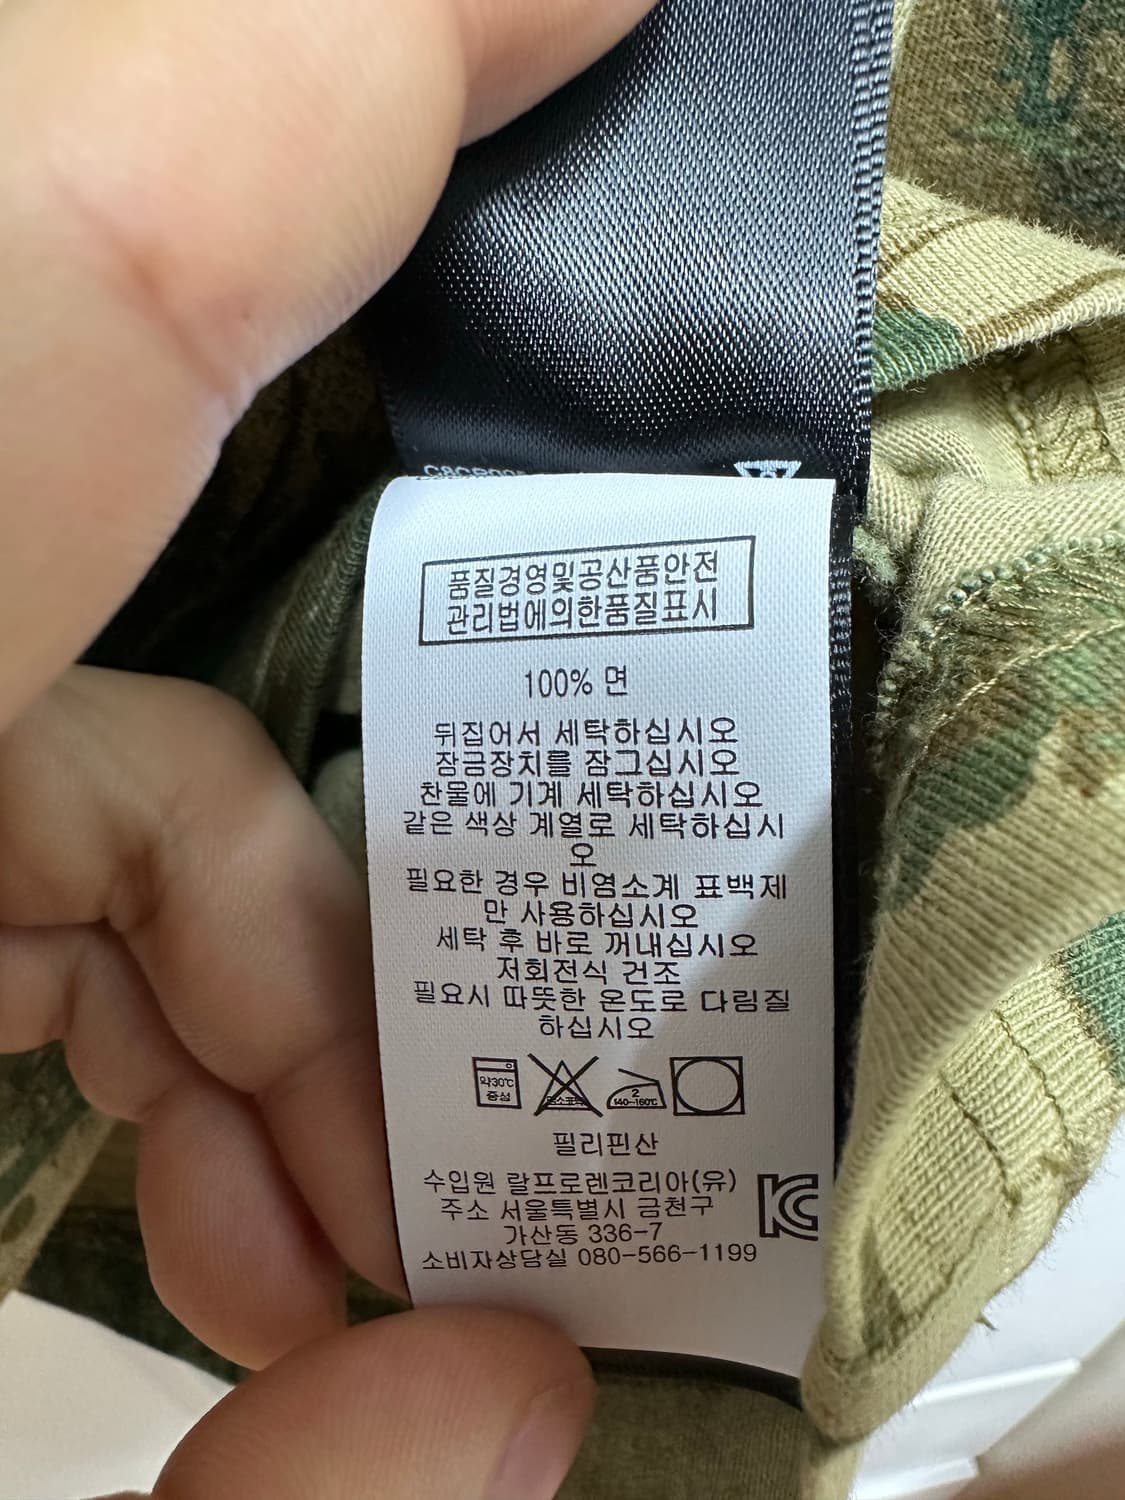 품질경영및공산품안전
관리법에의한품질표시
100% 면
뒤집어서 세탁하십시오
잠금장치를 잠그십시오
찬물에 기계 세탁하십시오
같은 색상 계열로 세탁하십시
오
필요한 경우 비염소계 표백제
만 사용하십시오
세탁 후 바로 꺼내십시오
저회전식 건조
필요시 따뜻한 온도로 다림질
하십시오
약30℃
중성
2
140~160℃
필리핀산
수입원 랄프로렌코리아(유)
주소 서울특별시 금천구
가산동 336-7
소비자상담실 080-566-1199